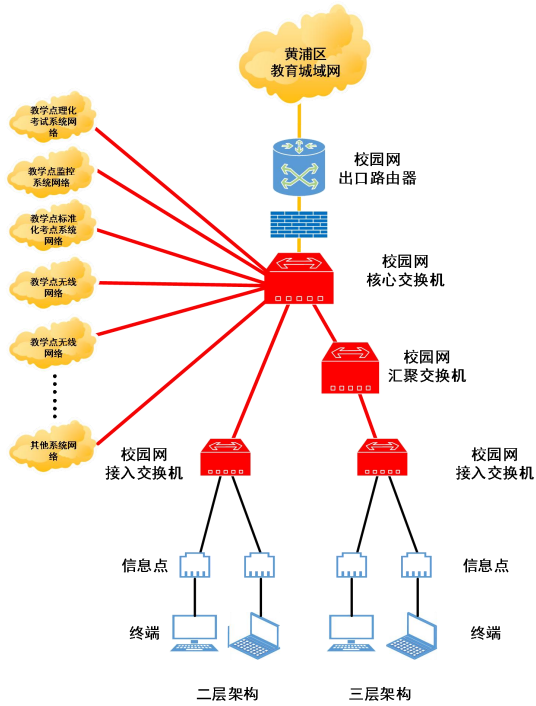 黄浦区
教育城域网
校园网
出口路由器
教学点理化
考试系统网
络
教学点监控
系统网络
教学点标准
化考点系统
网络
教学点无线
网络
教学点无线
网络
其他系统网
络
校园网
核心交换机
校园网
汇聚交换机
校园网
接入交换机
校园网
接入交换机
信息点
信息点
终端
终端
二层架构
三层架构